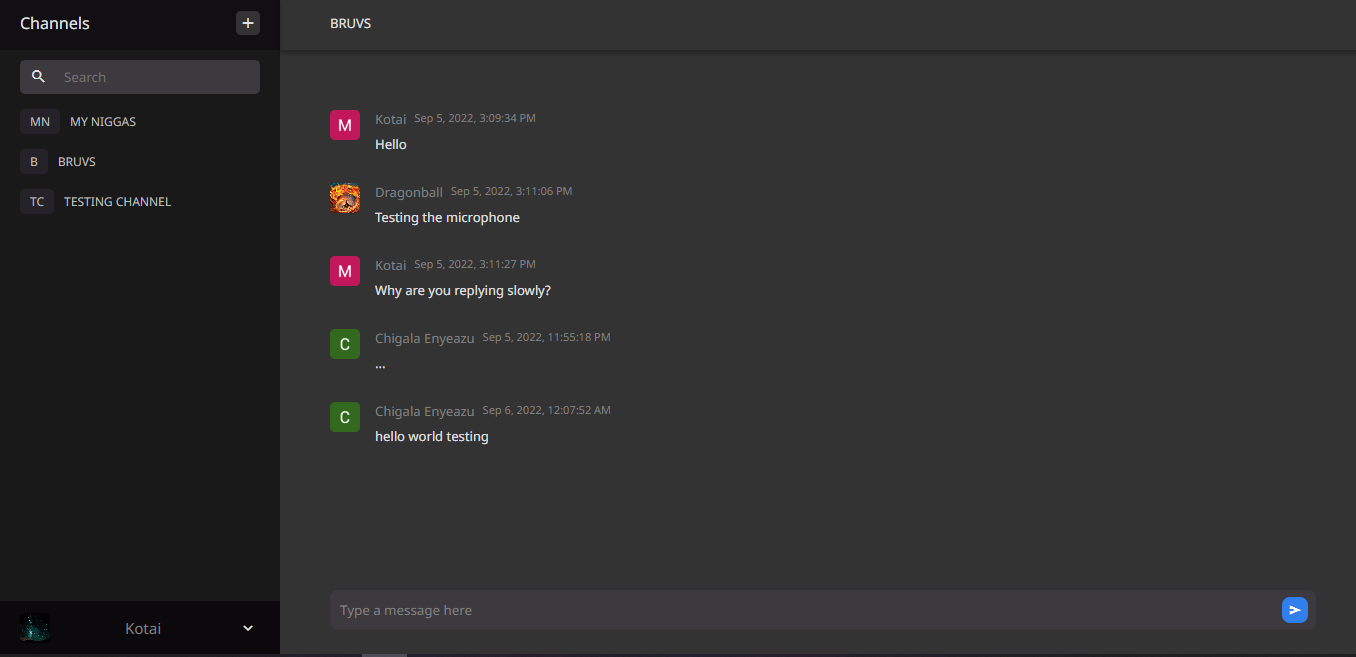 Channels
+
Search
MN MY NIGGAS
B BRUVS
TC TESTING CHANNEL
Kotai
BRUVS
M Kotai Sep 5, 2022, 3:09:34 PM
Hello
Dragonball Sep 5, 2022, 3:11:06 PM
Testing the microphone
M Kotai Sep 5, 2022, 3:11:27 PM
Why are you replying slowly?
C Chigala Enyeazu Sep 5, 2022, 11:55:18 PM
...
C Chigala Enyeazu Sep 6, 2022, 12:07:52 AM
hello world testing
Type a message here